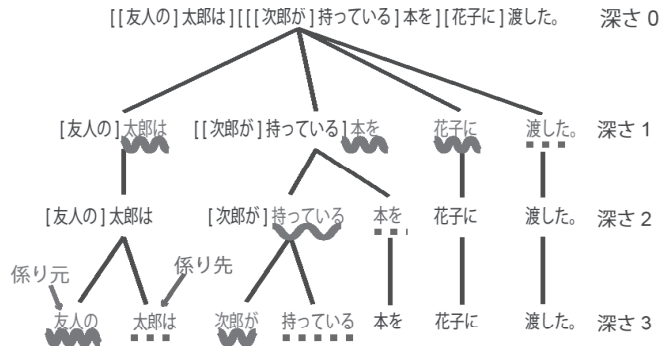 [[友人の]太郎は][[[次郎が]持っている]本を][花子に]渡した。 深さ 0
[友人の]太郎は [[次郎が]持っている]本を 花子に 渡した。 深さ 1
[友人の]太郎は [次郎が]持っている 本を 花子に 渡した。 深さ 2
係り元 係り先
友人の 太郎は 次郎が 持っている 本を 花子に 渡した。 深さ 3